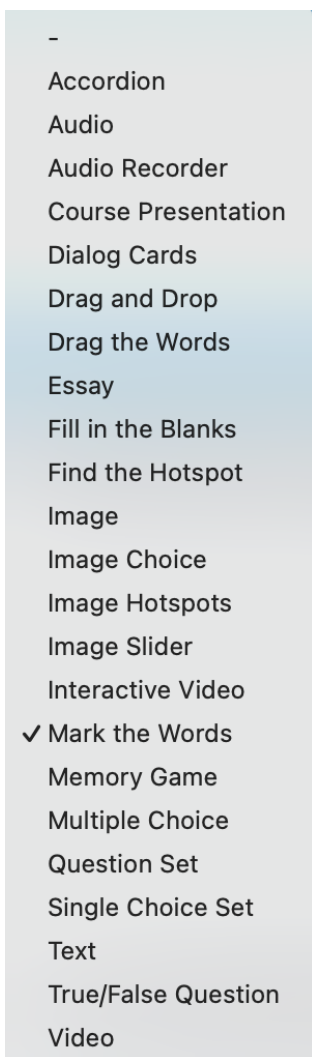 -
Accordion
Audio
Audio Recorder
Course Presentation
Dialog Cards
Drag and Drop
Drag the Words
Essay
Fill in the Blanks
Find the Hotspot
Image
Image Choice
Image Hotspots
Image Slider
Interactive Video
✓ Mark the Words
Memory Game
Multiple Choice
Question Set
Single Choice Set
Text
True/False Question
Video